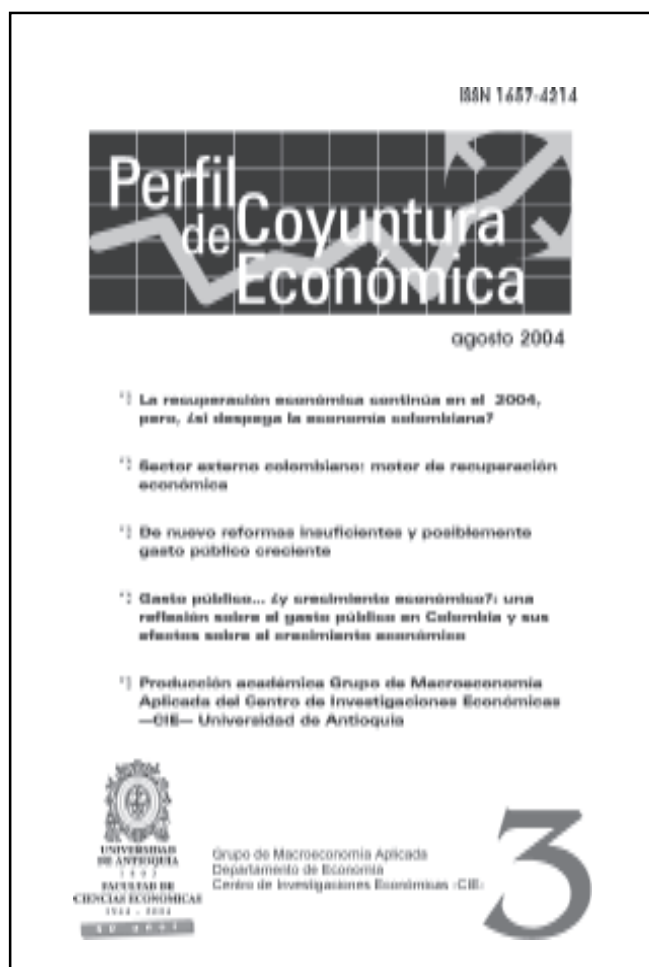 ISSN 1657-4214
Perfil
de Coyuntura
Económica
agosto 2004
*] La recuperación económica continúa en el 2004,
pero, ¿si despega la economía colombiana?
*] Sector externo colombiano: motor de recuperación
económica
*] De nuevo reformas insuficientes y posiblemente
gasto público creciente
*] Gasto público... ¿y crecimiento económico?: una
reflexión sobre el gasto público en Colombia y sus
efectos sobre el crecimiento económico
*] Producción académica Grupo de Macroeconomía
Aplicada del Centro de Investigaciones Económicas
—CIE— Universidad de Antioquia
UNIVERSIDAD
DE ANTIOQUIA
1803
FACULTAD DE
CIENCIAS ECONÓMICAS
1944 - 2004
Grupo de Macroeconomía Aplicada
Departamento de Economía
Centro de Investigaciones Económicas -CIE-
3